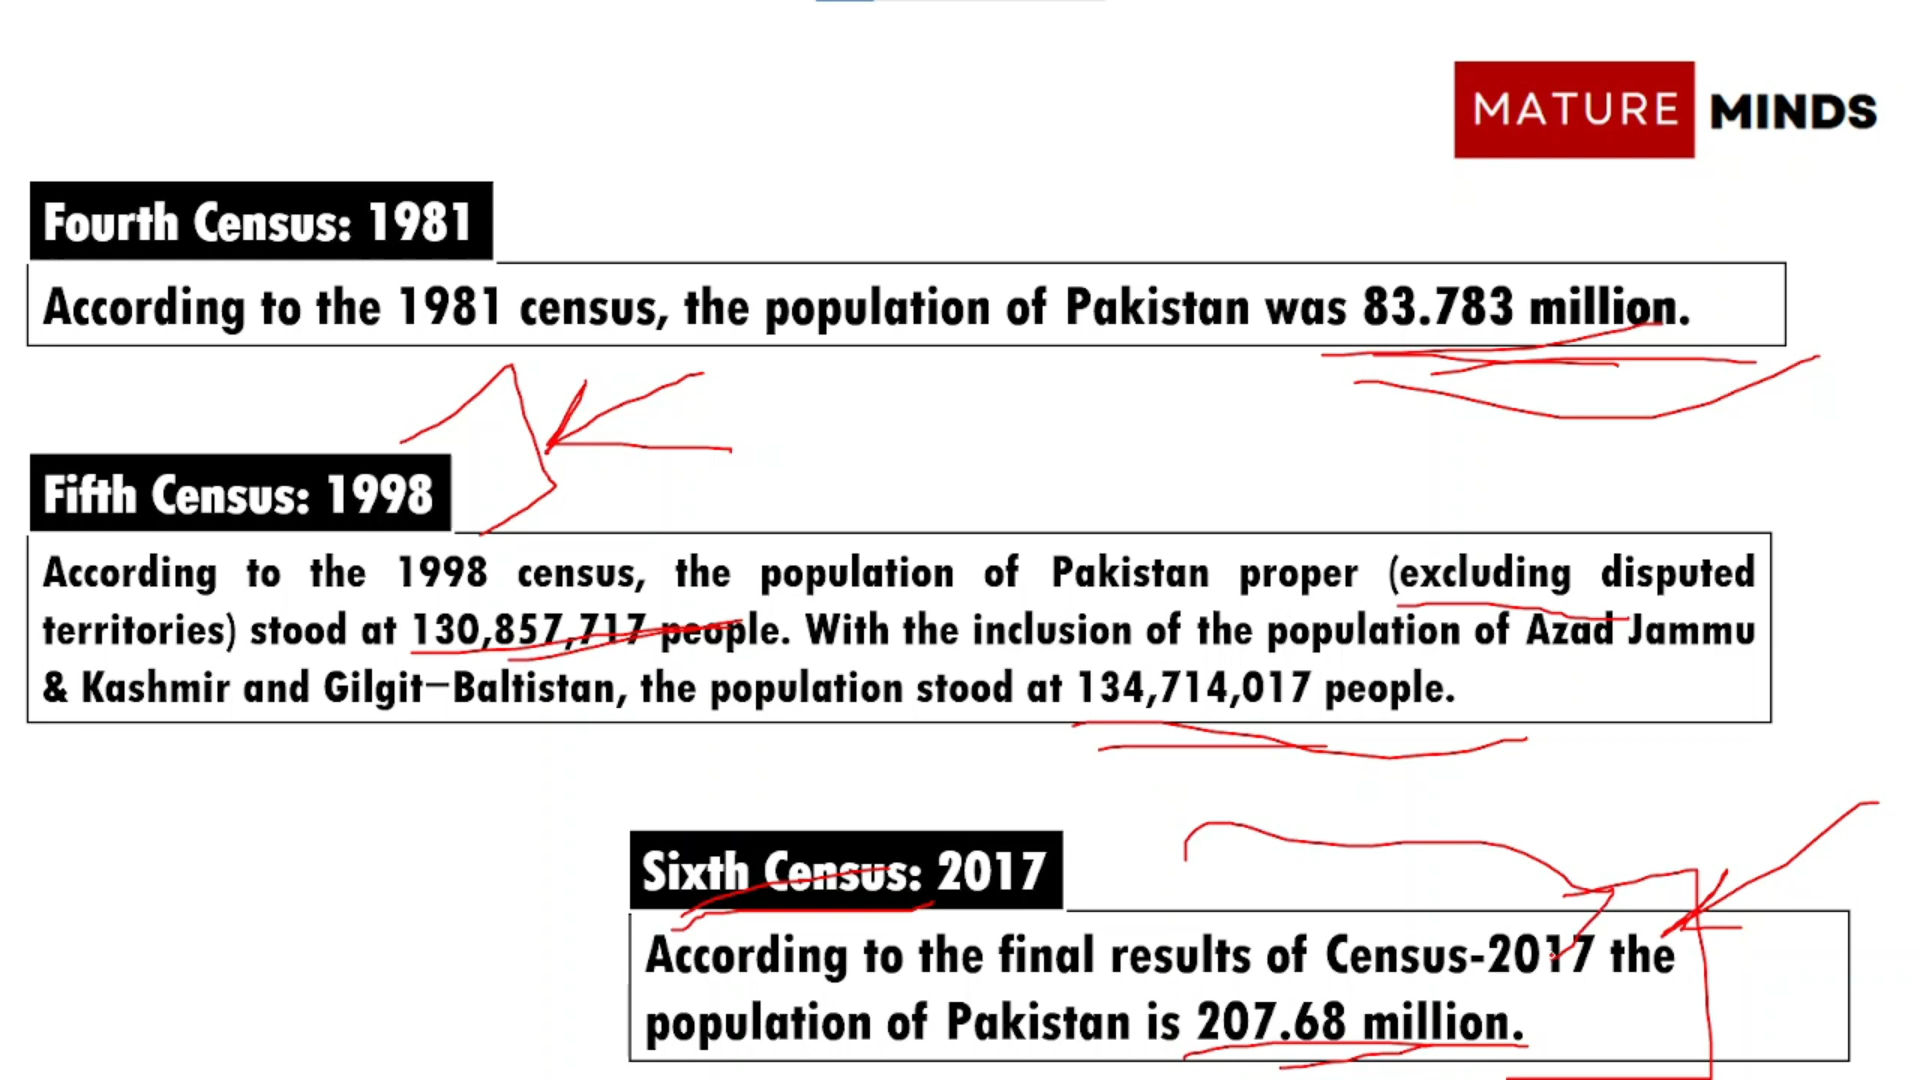 MATURE MINDS
Fourth Census: 1981
According to the 1981 census, the population of Pakistan was 83.783 million.
Fifth Census: 1998
According to the 1998 census, the population of Pakistan proper (excluding disputed
territories) stood at 130,857,717 people. With the inclusion of the population of Azad Jammu
& Kashmir and Gilgit–Baltistan, the population stood at 134,714,017 people.
Sixth Census: 2017
According to the final results of Census-2017 the
population of Pakistan is 207.68 million.